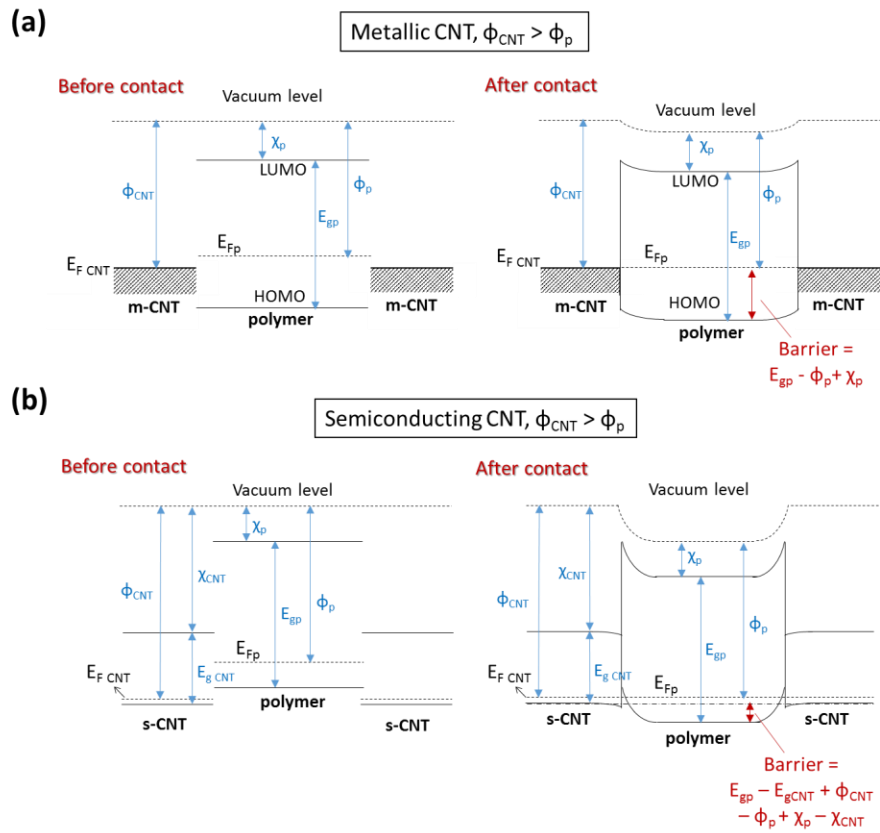 (a)
Metallic CNT, ϕCNT > ϕp
Before contact
After contact
Vacuum level
Vacuum level
χp
χp
LUMO
LUMO
ϕCNT
ϕp
ϕCNT
ϕp
Egp
Egp
EFp
EFp
EF CNT
EF CNT
HOMO
HOMO
m-CNT
polymer
m-CNT
m-CNT
polymer
m-CNT
Barrier =
Egp - ϕp + χp
(b)
Semiconducting CNT, ϕCNT > ϕp
Before contact
After contact
Vacuum level
Vacuum level
χp
χp
χCNT
χCNT
ϕCNT
ϕp
ϕCNT
ϕp
Egp
Egp
EFp
EFp
EF CNT
Eg CNT
EF CNT
Eg CNT
s-CNT
polymer
s-CNT
s-CNT
polymer
s-CNT
Barrier =
Egp – EgCNT + ϕCNT
– ϕp + χp – χCNT